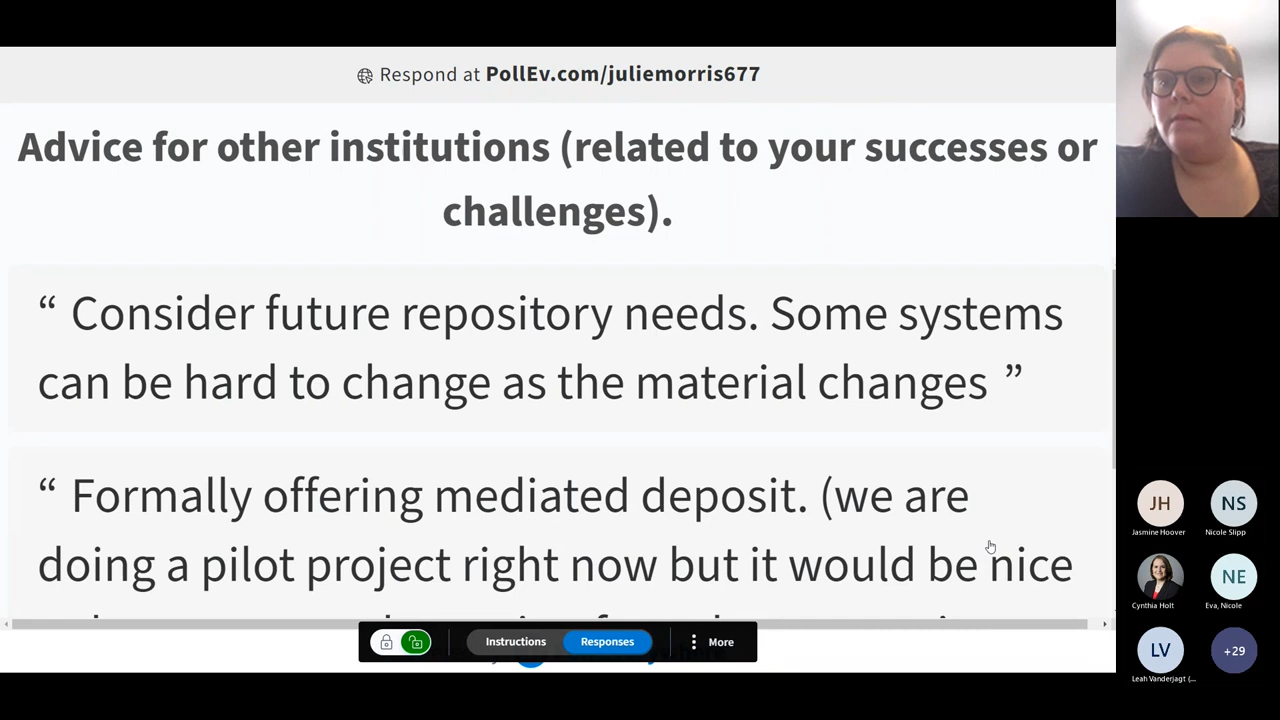 Respond at PollEv.com/juliemorris677
Advice for other institutions (related to your successes or
challenges).
“ Consider future repository needs. Some systems
can be hard to change as the material changes ”
“ Formally offering mediated deposit. (we are
doing a pilot project right now but it would be nice
Instructions Responses More
JH NS
Jasmine Hoover Nicole Slipp
NE
Cynthia Holt Eva, Nicole
LV +29
Leah Vanderjagt (...